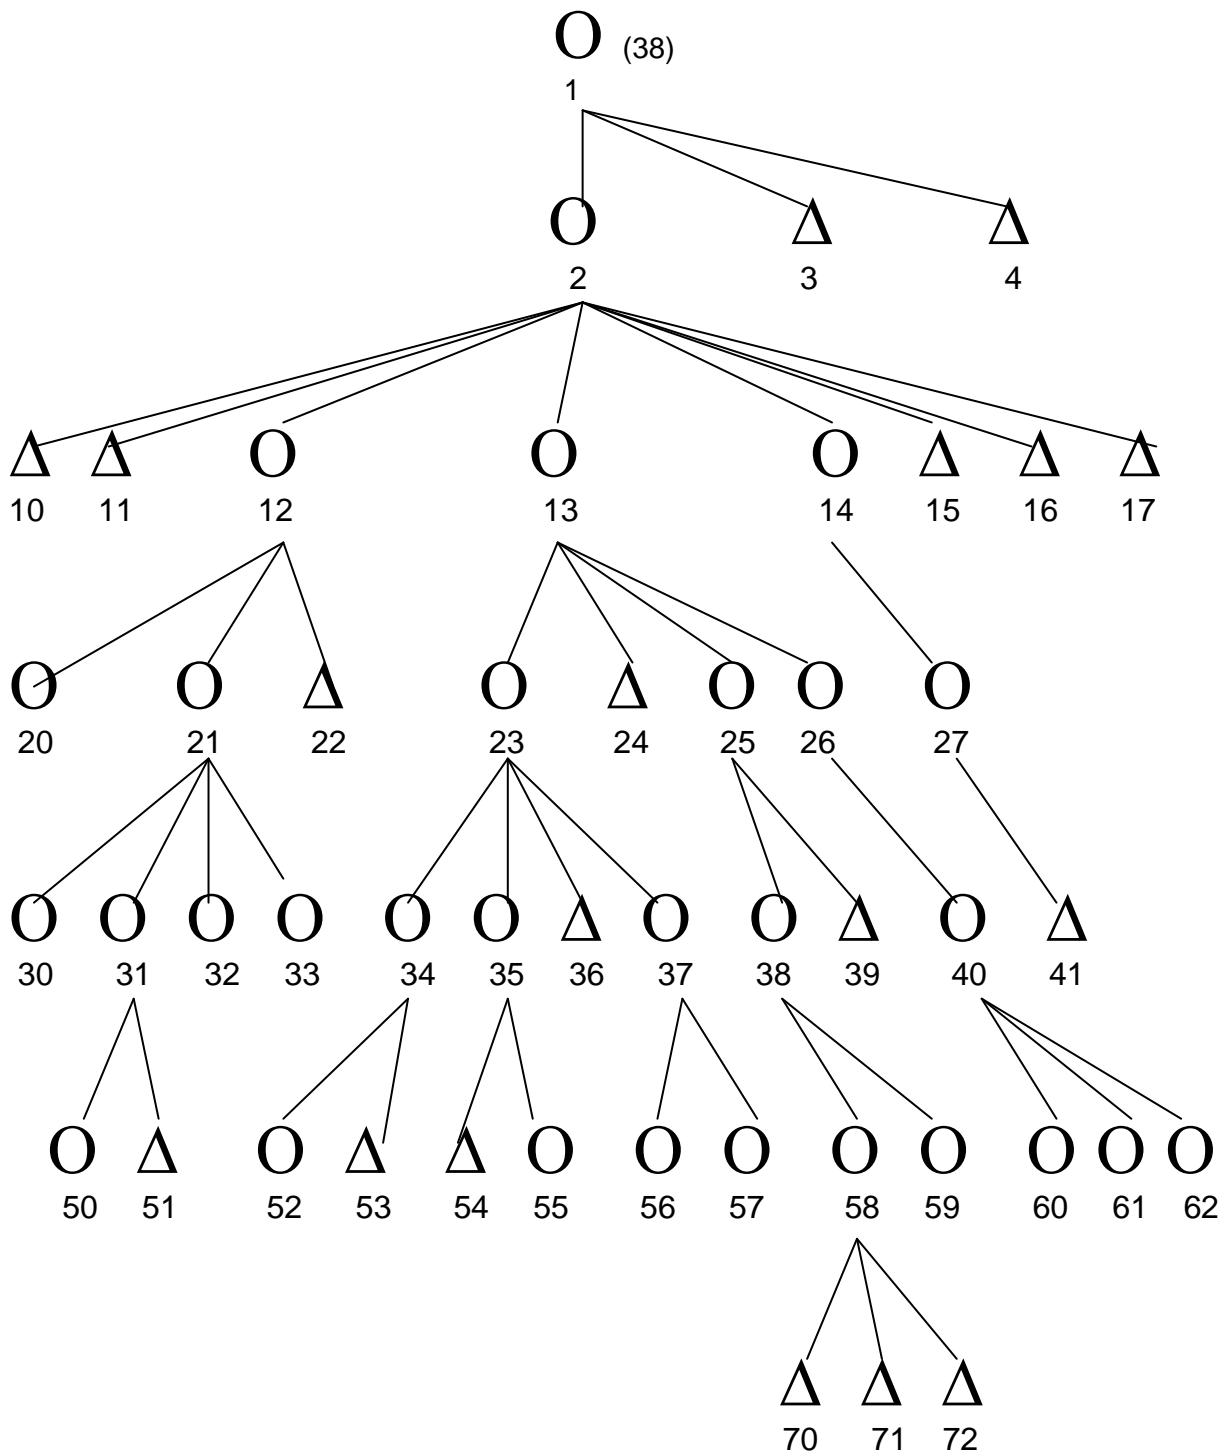 O (38)
1
O Δ Δ
2 3 4
Δ Δ O O O Δ Δ Δ
10 11 12 13 14 15 16 17
O O Δ O Δ O O O
20 21 22 23 24 25 26 27
O O O O O O Δ O O Δ O Δ
30 31 32 33 34 35 36 37 38 39 40 41
O Δ O Δ Δ O O O O O O O O
50 51 52 53 54 55 56 57 58 59 60 61 62
Δ Δ Δ
70 71 72